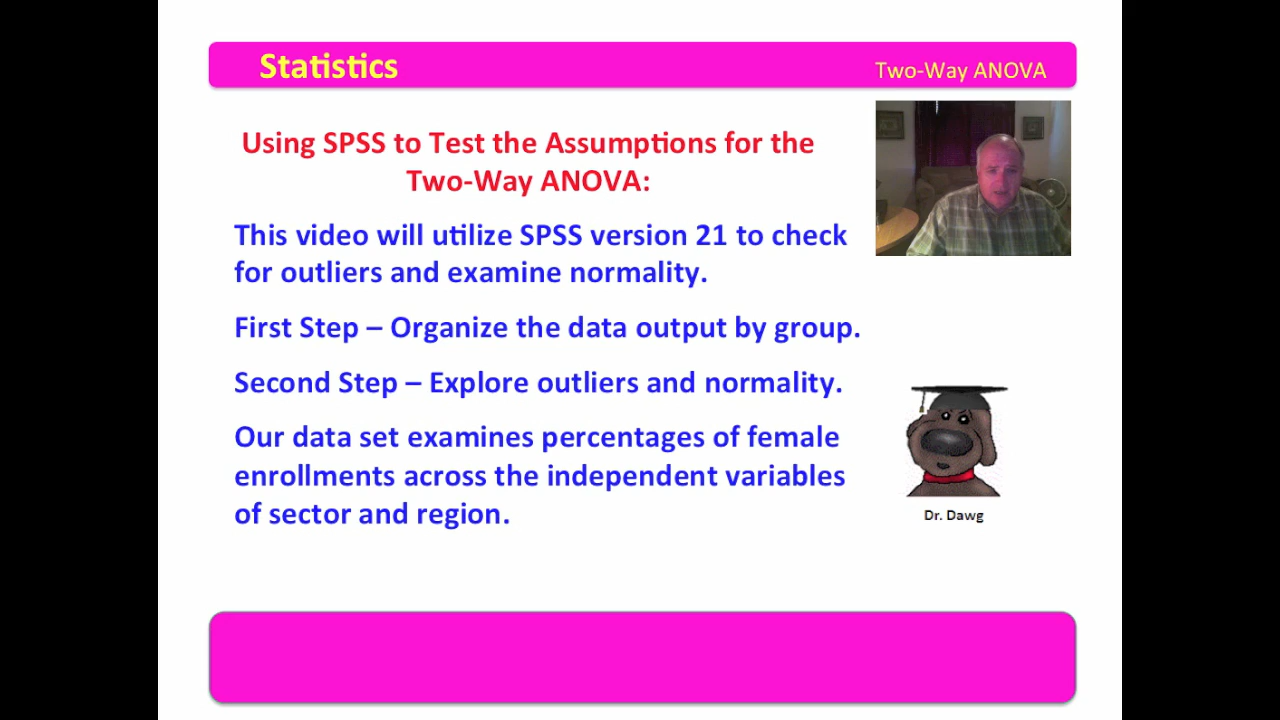 Statistics
Two-Way ANOVA
Using SPSS to Test the Assumptions for the
Two-Way ANOVA:
This video will utilize SPSS version 21 to check
for outliers and examine normality.
First Step – Organize the data output by group.
Second Step – Explore outliers and normality.
Our data set examines percentages of female
enrollments across the independent variables
of sector and region.
Dr. Dawg